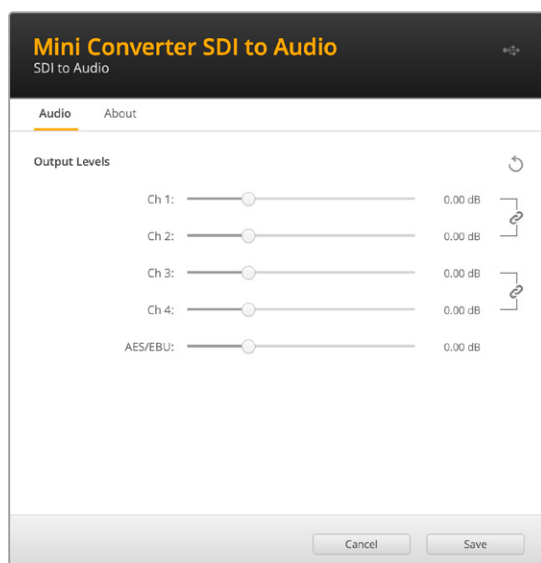 Mini Converter SDI to Audio
SDI to Audio
Audio About
Output Levels
Ch 1: 0.00 dB
Ch 2: 0.00 dB
Ch 3: 0.00 dB
Ch 4: 0.00 dB
AES/EBU: 0.00 dB
Cancel Save